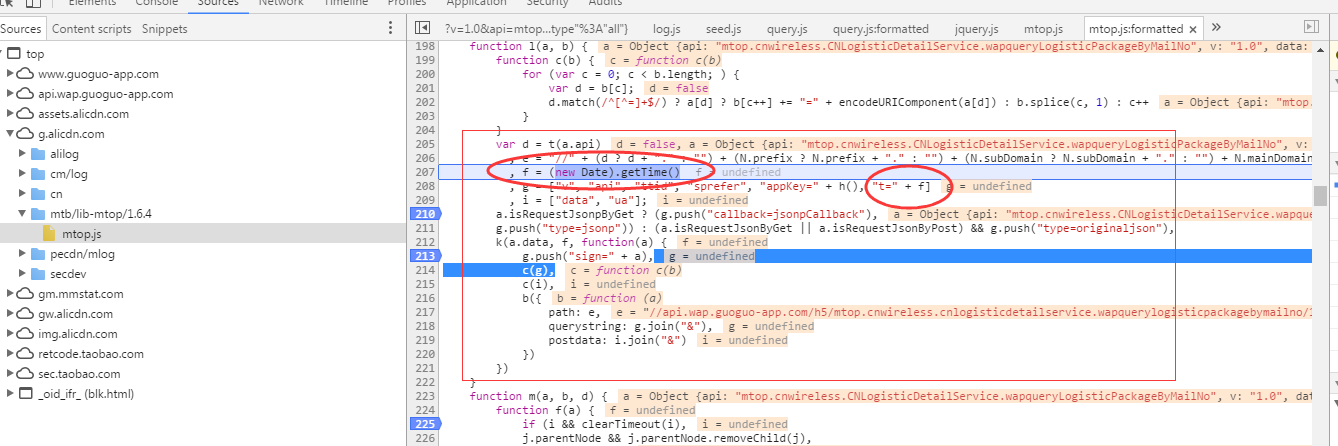 Elements Console Sources Network Timeline Profiles Application Security Audits
Sources Content scripts Snippets
?v=1.0&api=mtop...type"%3A"all"} log.js seed.js query.js query.js:formatted jquery.js mtop.js mtop.js:formatted × »
top
www.guoguo-app.com
api.wap.guoguo-app.com
assets.alicdn.com
g.alicdn.com
alilog
cm/log
cn
mtb/lib-mtop/1.6.4
mtop.js
pecdn/mlog
secdev
gm.mmstat.com
gw.alicdn.com
img.alicdn.com
retcode.taobao.com
sec.taobao.com
_oid_ifr_ (blk.html)
198 function l(a, b) { a = Object {api: "mtop.cnwireless.CNLogisticDetailService.wapqueryLogisticPackageByMailNo", v: "1.0", data:
199 function c(b) { c = function c(b)
200 for (var c = 0; c < b.length; ) {
201 var d = b[c]; d = false
202 d.match(/^[^=]+$/) ? a[d] ? b[c++] += "=" + encodeURIComponent(a[d]) : b.splice(c, 1) : c++ a = Object {api: "mtop.
203 }
204 }
205 var d = t(a.api) d = false, a = Object {api: "mtop.cnwireless.CNLogisticDetailService.wapqueryLogisticPackageByMailNo",
206 , e = "//" + (d ? d + "." : "") + (N.prefix ? N.prefix + "." : "") + (N.subDomain ? N.subDomain + "." : "") + N.mainDom
207 , f = (new Date).getTime() f = undefined
208 , g = ["v", "api", "ttid", "sprefer", "appKey=" + h(), "t=" + f] g = undefined
209 , i = ["data", "ua"]; i = undefined
210 a.isRequestJsonpByGet ? (g.push("callback=jsonpCallback"), a = Object {api: "mtop.cnwireless.CNLogisticDetailService.wa
211 g.push("type=jsonp")) : (a.isRequestJsonByGet || a.isRequestJsonByPost) && g.push("type=originaljson"),
212 k(a.data, f, function(a) { f = undefined
213 g.push("sign=" + a), g = undefined
214 c(g), c = function c(b)
215 c(i), i = undefined
216 b({ b = function (a)
217 path: e, e = "//api.wap.guoguo-app.com/h5/mtop.cnwireless.cnlogisticdetailservice.wapquerylogisticpackagebymailno/1
218 querystring: g.join("&"), g = undefined
219 postdata: i.join("&") i = undefined
220 })
221 })
222 }
223 function m(a, b, d) { a = Object {api: "mtop.cnwireless.CNLogisticDetailService.wapqueryLogisticPackageByMailNo", v: "1.0", dat
224 function f(a) { f = undefined
225 if (i && clearTimeout(i), i = undefined
226 j.parentNode && j.parentNode.removeChild(j),